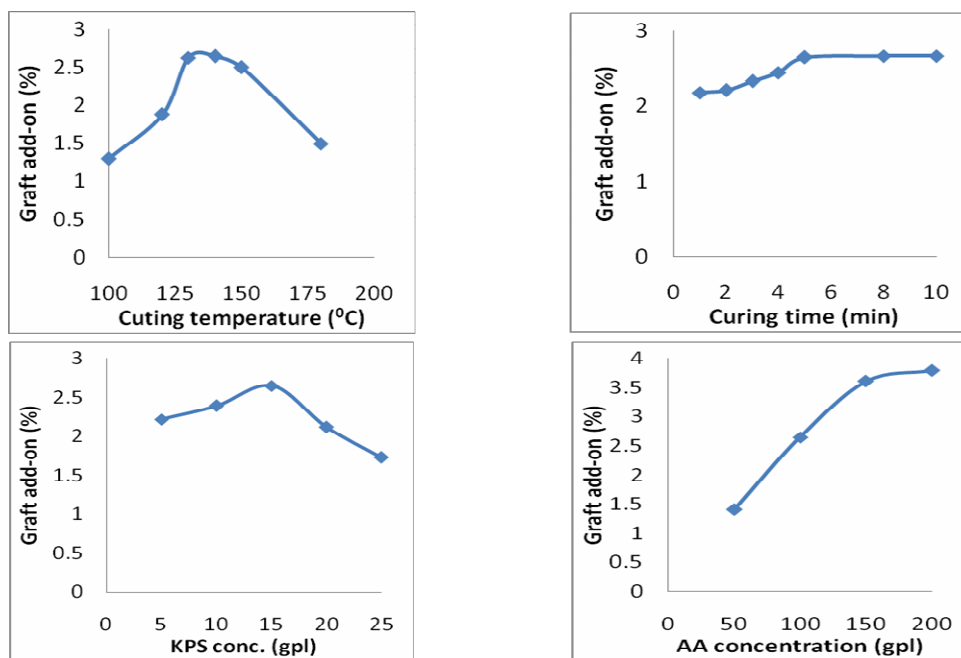 3
2.5
2
1.5
1
0.5
0
Graft add-on (%)
100 125 150 175 200
Cuting temperature (⁰C)
3
2
1
0
Graft add-on (%)
0 2 4 6 8 10
Curing time (min)
3
2.5
2
1.5
1
0.5
0
Graft add-on (%)
0 5 10 15 20 25
KPS conc. (gpl)
4
3.5
3
2.5
2
1.5
1
0.5
0
Graft add-on (%)
0 50 100 150 200
AA concentration (gpl)